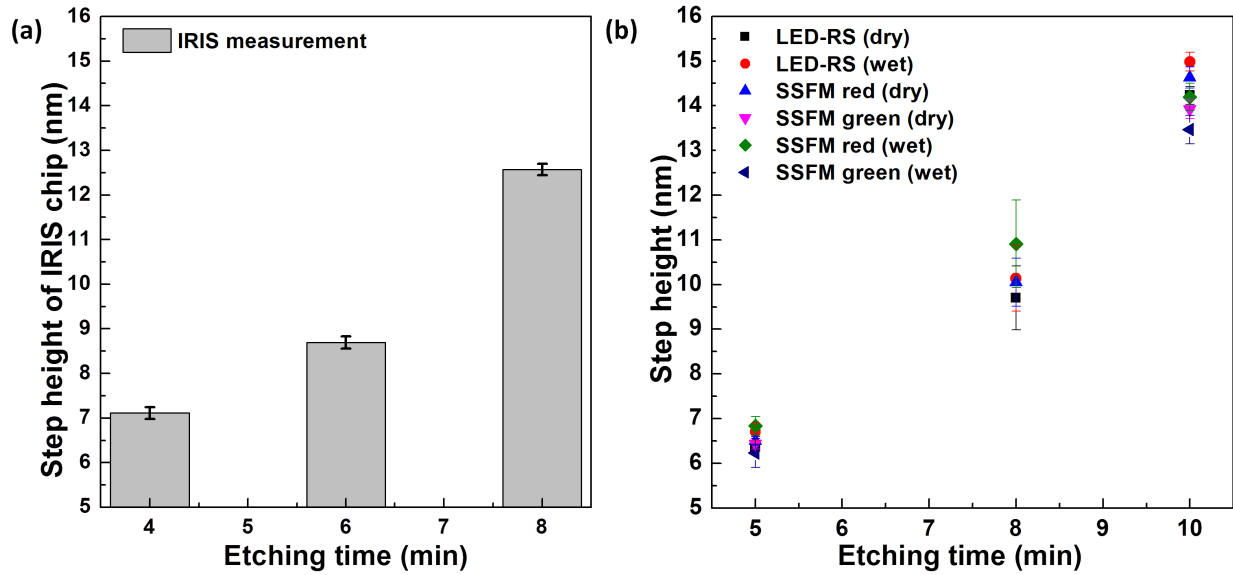 (a)
IRIS measurement
Step height of IRIS chip (nm)
16
15
14
13
12
11
10
9
8
7
6
5
4
5
6
7
8
Etching time (min)
(b)
LED-RS (dry)
LED-RS (wet)
SSFM red (dry)
SSFM green (dry)
SSFM red (wet)
SSFM green (wet)
Step height (nm)
16
15
14
13
12
11
10
9
8
7
6
5
5
6
7
8
9
10
Etching time (min)